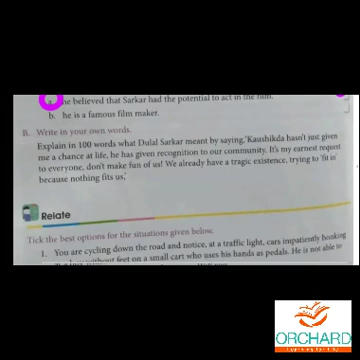 he believed that Sarkar had the potential to act in the film.
b. he is a famous film maker.
B. Write in your own words.
Explain in 100 words what Dulal Sarkar meant by saying,'Kaushikda hasn't just given
me a chance at life, he has given recognition to our community. It's my earnest request
to everyone, don't make fun of us! We already have a tragic existence, trying to 'fit in'
because nothing fits us,'
Relate
Tick the best options for the situations given below.
1. You are cycling down the road and notice, at a traffic light, cars impatiently honking
without feet on a small cart who uses his hands as pedals. He is not able to
ORCHARD